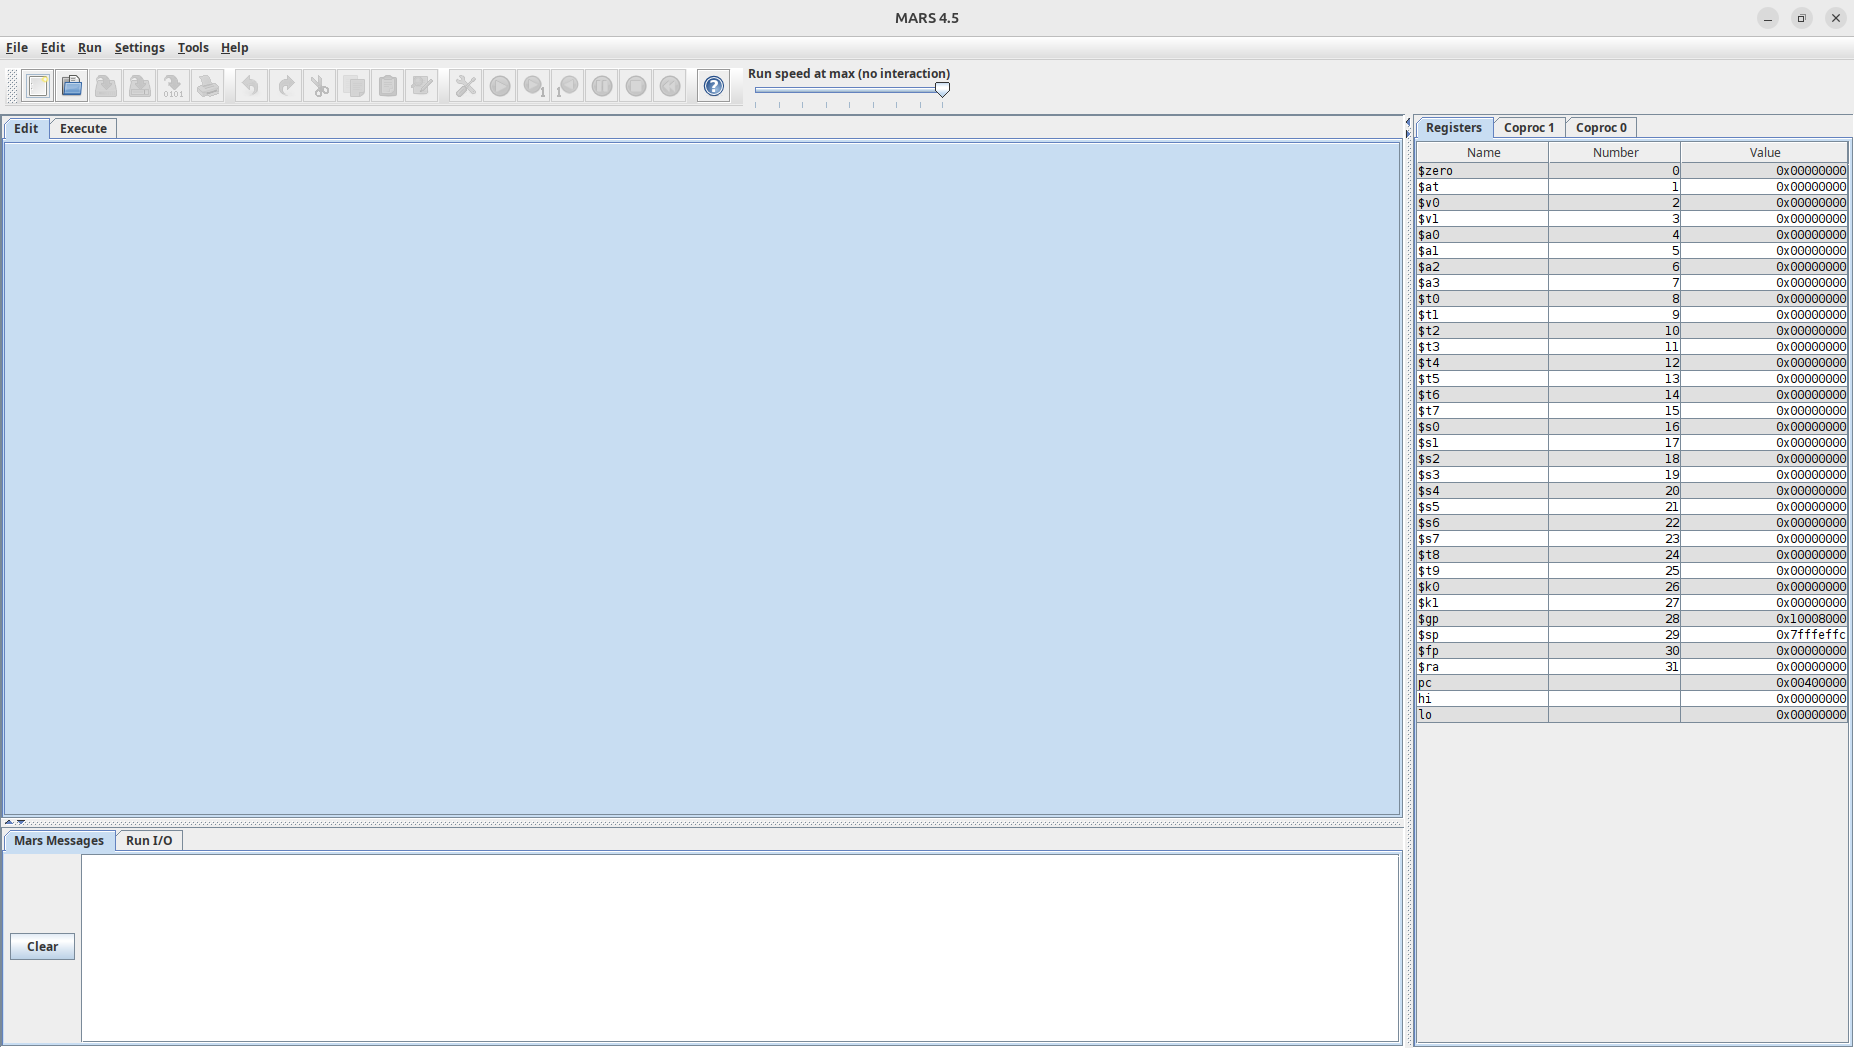 MARS 4.5
File Edit Run Settings Tools Help
Run speed at max (no interaction)
0101
1
1
Edit Execute
Registers Coproc 1 Coproc 0
Name Number Value
$zero 0 0x00000000
$at 1 0x00000000
$v0 2 0x00000000
$v1 3 0x00000000
$a0 4 0x00000000
$a1 5 0x00000000
$a2 6 0x00000000
$a3 7 0x00000000
$t0 8 0x00000000
$t1 9 0x00000000
$t2 10 0x00000000
$t3 11 0x00000000
$t4 12 0x00000000
$t5 13 0x00000000
$t6 14 0x00000000
$t7 15 0x00000000
$s0 16 0x00000000
$s1 17 0x00000000
$s2 18 0x00000000
$s3 19 0x00000000
$s4 20 0x00000000
$s5 21 0x00000000
$s6 22 0x00000000
$s7 23 0x00000000
$t8 24 0x00000000
$t9 25 0x00000000
$k0 26 0x00000000
$k1 27 0x00000000
$gp 28 0x10008000
$sp 29 0x7fffeffc
$fp 30 0x00000000
$ra 31 0x00000000
pc 0x00400000
hi 0x00000000
lo 0x00000000
Mars Messages Run I/O
Clear